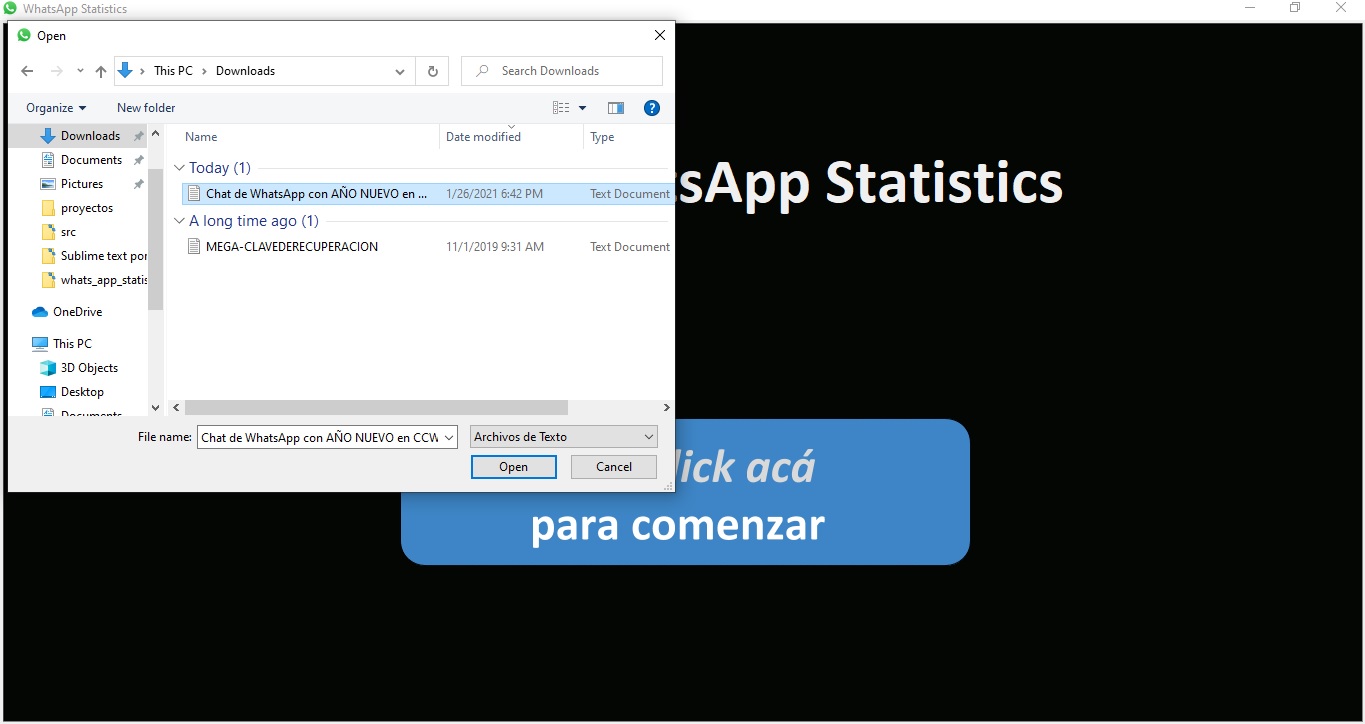 WhatsApp Statistics
Open
This PC > Downloads
Search Downloads
Organize
New folder
Downloads
Documents
Pictures
proyectos
src
Sublime text por
whats_app_statis
OneDrive
This PC
3D Objects
Desktop
Documents
Name Date modified Type
Today (1)
Chat de WhatsApp con AÑO NUEVO en ... 1/26/2021 6:42 PM Text Document
A long time ago (1)
MEGA-CLAVEDERECUPERACION 11/1/2019 9:31 AM Text Document
File name: Chat de WhatsApp con AÑO NUEVO en CCW Archivos de Texto
Open Cancel
tsApp Statistics
lick acá
para comenzar